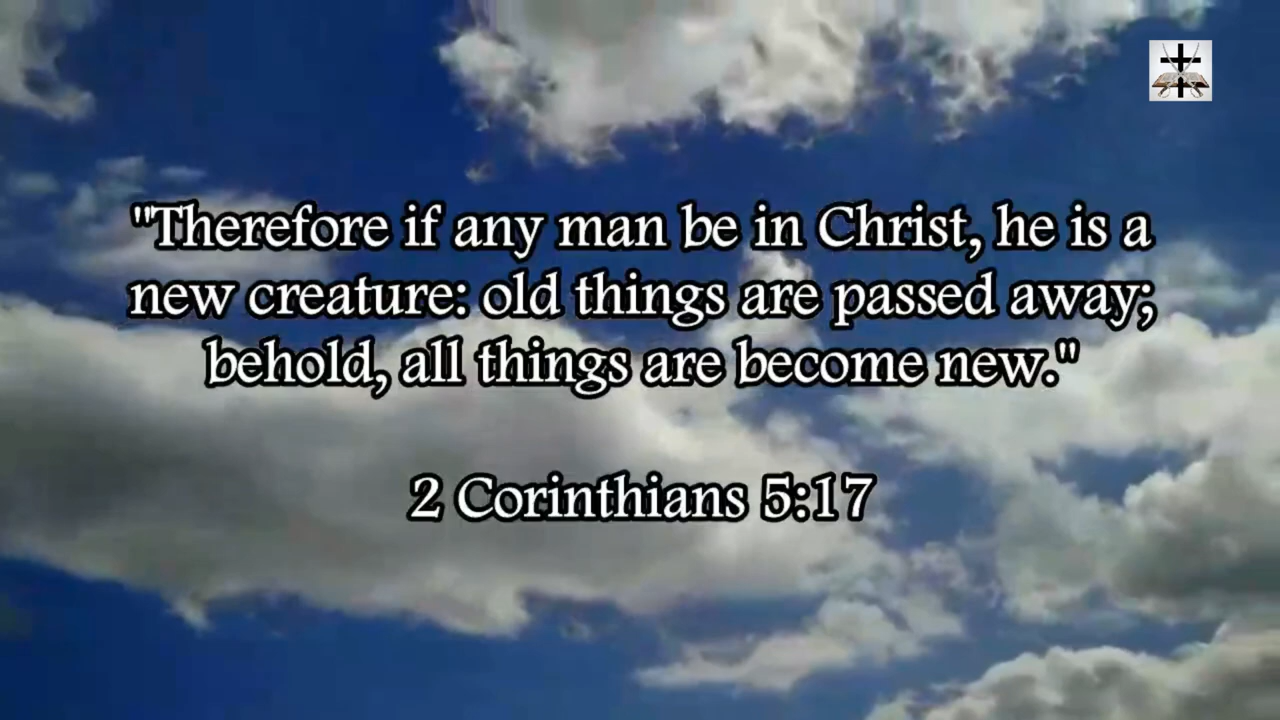 "Therefore if any man be in Christ, he is a
new creature: old things are passed away;
behold, all things are become new."
2 Corinthians 5:17